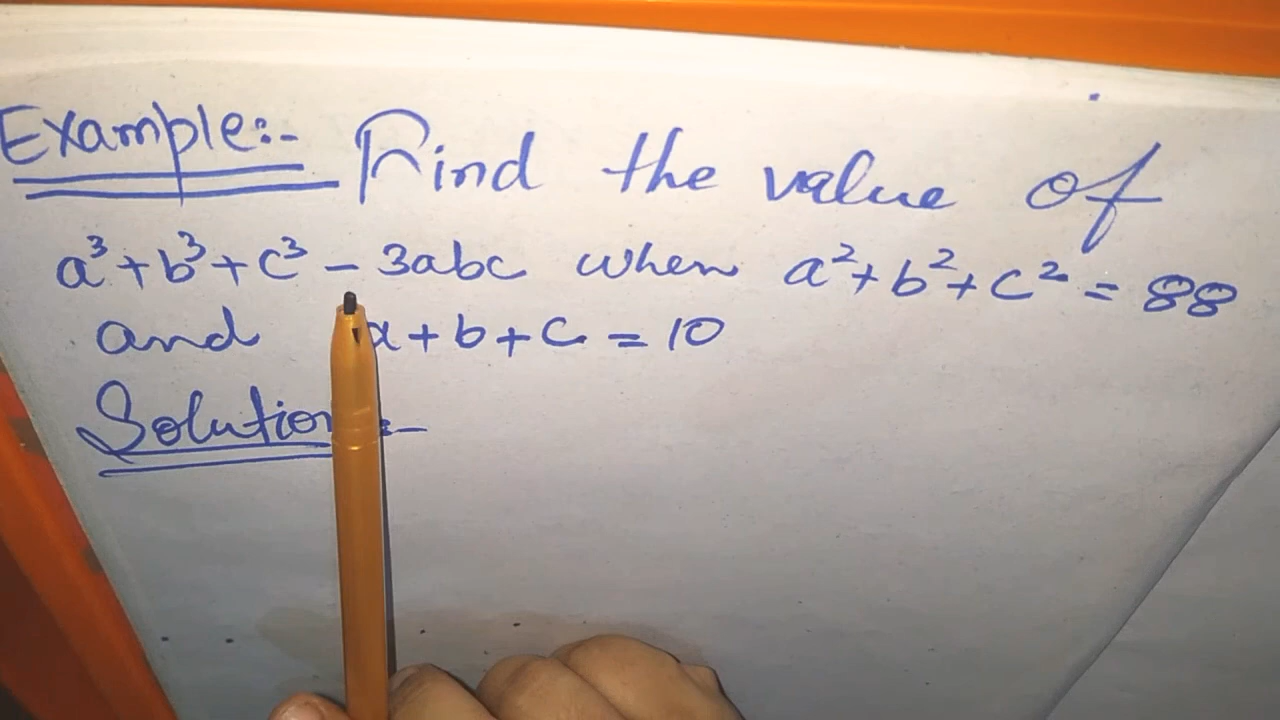 Example:- Find the value of
a³+b³+c³-3abc when a²+b²+c² = 88
and a+b+c = 10
Solution:-